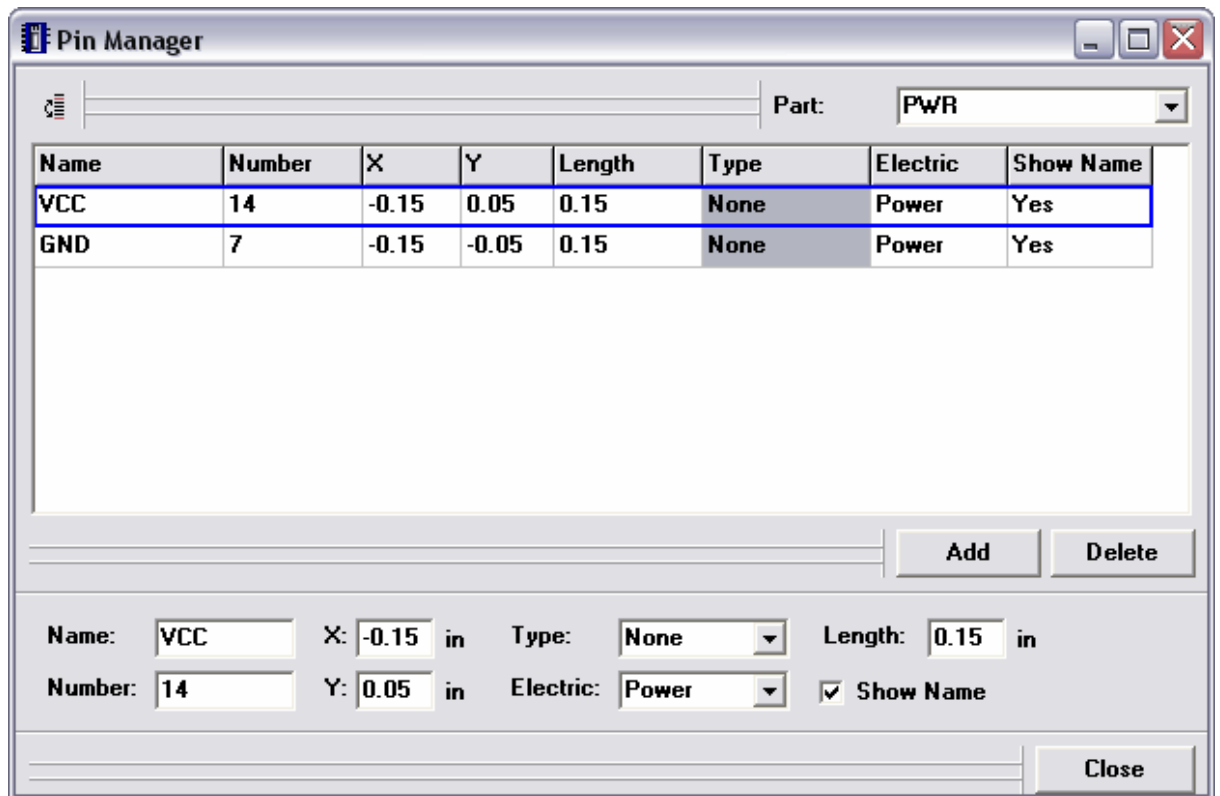 Pin Manager
Part: PWR
Name Number X Y Length Type Electric Show Name
VCC 14 -0.15 0.05 0.15 None Power Yes
GND 7 -0.15 -0.05 0.15 None Power Yes
Add Delete
Name: VCC X: -0.15 in Type: None Length: 0.15 in
Number: 14 Y: 0.05 in Electric: Power Show Name
Close